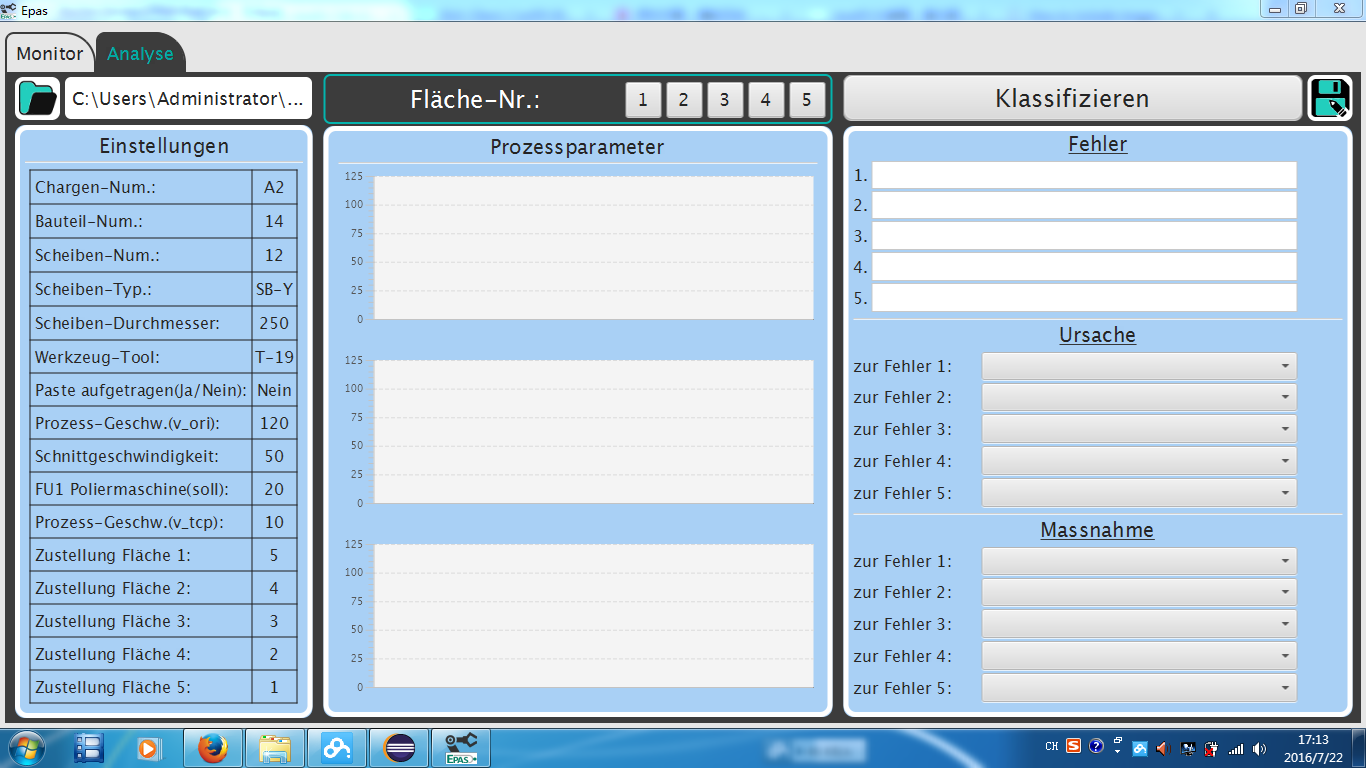 Epas
Monitor
Analyse
C:\Users\Administrator\...
Fläche-Nr.: 1 2 3 4 5
Klassifizieren
Einstellungen
Chargen-Num.: A2
Bauteil-Num.: 14
Scheiben-Num.: 12
Scheiben-Typ.: SB-Y
Scheiben-Durchmesser: 250
Werkzeug-Tool: T-19
Paste aufgetragen(Ja/Nein): Nein
Prozess-Geschw.(v_ori): 120
Schnittgeschwindigkeit: 50
FU1 Poliermaschine(soll): 20
Prozess-Geschw.(v_tcp): 10
Zustellung Fläche 1: 5
Zustellung Fläche 2: 4
Zustellung Fläche 3: 3
Zustellung Fläche 4: 2
Zustellung Fläche 5: 1
Prozessparameter
125
100
75
50
25
0
125
100
75
50
25
0
125
100
75
50
25
0
Fehler
1.
2.
3.
4.
5.
Ursache
zur Fehler 1:
zur Fehler 2:
zur Fehler 3:
zur Fehler 4:
zur Fehler 5:
Massnahme
zur Fehler 1:
zur Fehler 2:
zur Fehler 3:
zur Fehler 4:
zur Fehler 5:
EPAS
CH
17:13
2016/7/22